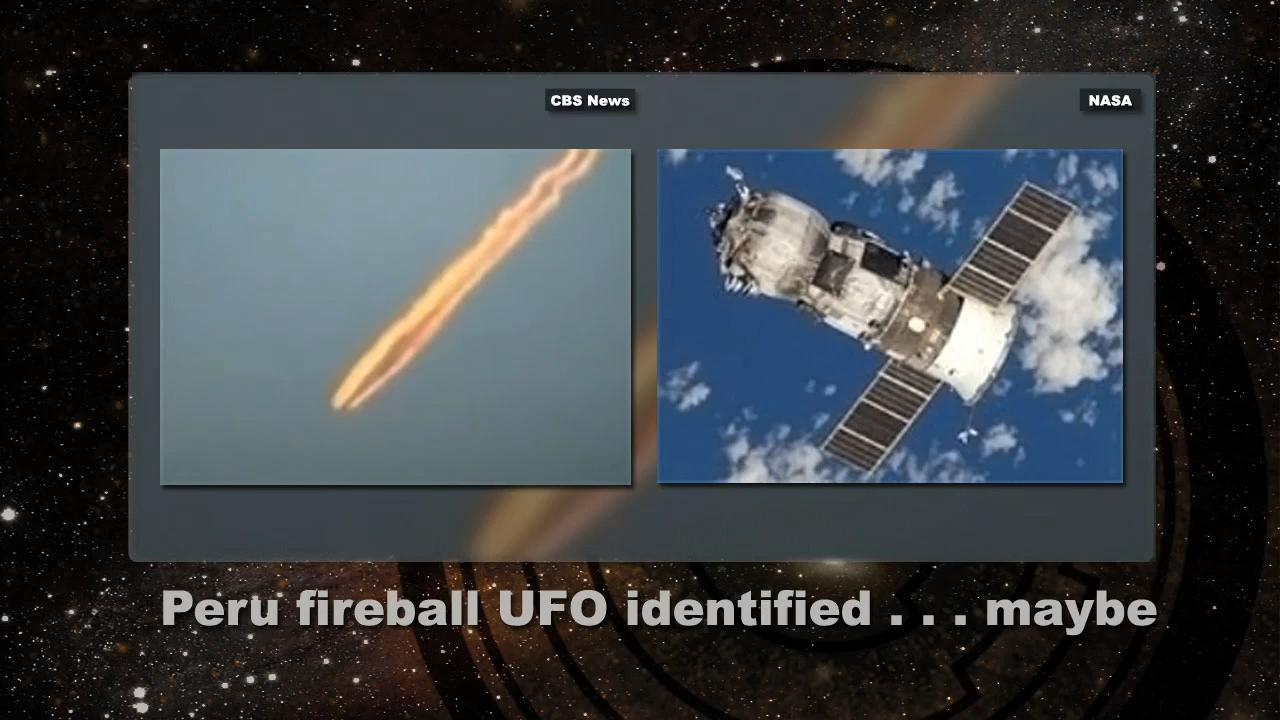 CBS News
NASA
Peru fireball UFO identified . . . maybe